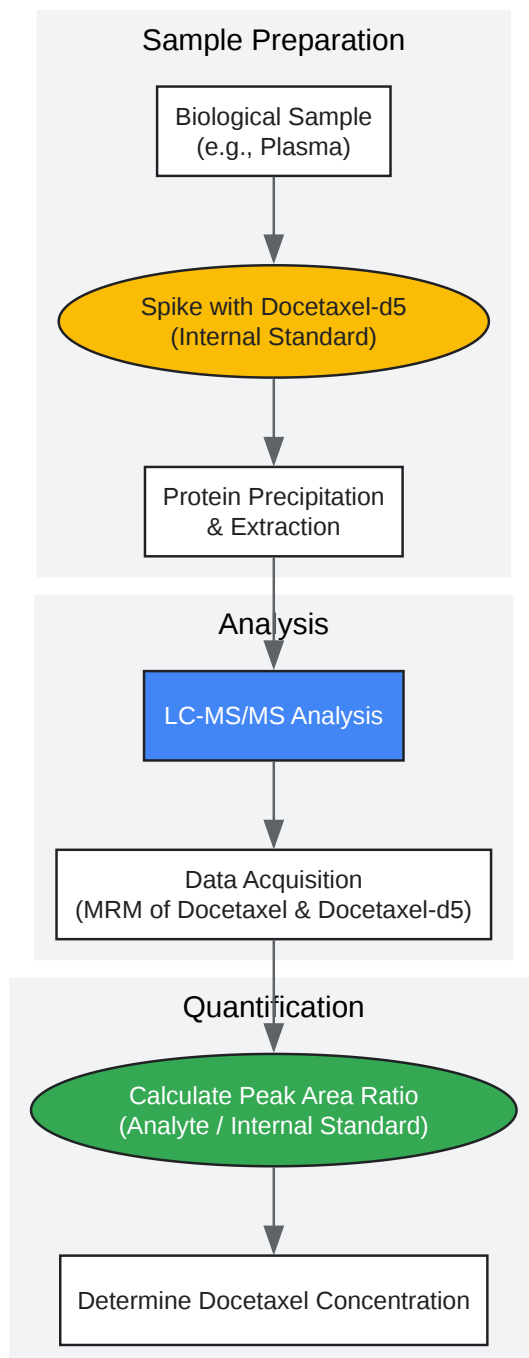 Sample Preparation
Biological Sample
(e.g., Plasma)
Spike with Docetaxel-d5
(Internal Standard)
Protein Precipitation
& Extraction
Analysis
LC-MS/MS Analysis
Data Acquisition
(MRM of Docetaxel & Docetaxel-d5)
Quantification
Calculate Peak Area Ratio
(Analyte / Internal Standard)
Determine Docetaxel Concentration